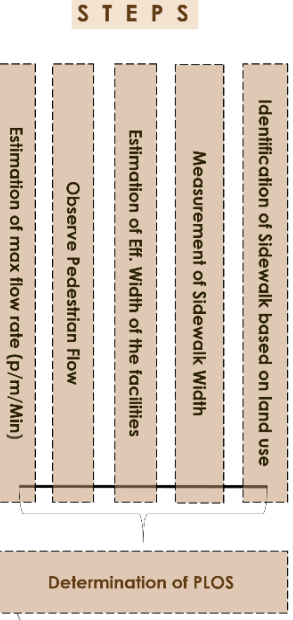 STEPS
Identification of Sidewalk based on land use
Measurement of Sidewalk Width
Estimation of Eff. Width of the facilities
Observe Pedestrian Flow
Estimation of max flow rate (p/m/Min)
Determination of PLOS